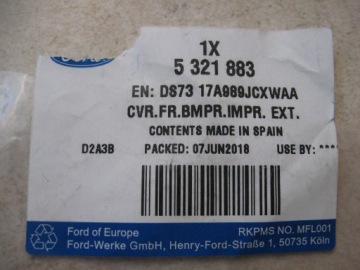 1X
5 321 883
EN: DS73 17A989JCXWAA
CVR.FR.BMPR.IMPR. EXT.
CONTENTS MADE IN SPAIN
D2A3B PACKED: 07JUN2018 USE BY: ***
Ford of Europe RKPMS NO. MFL001
Ford-Werke GmbH, Henry-Ford-Straße 1, 50735 Köln